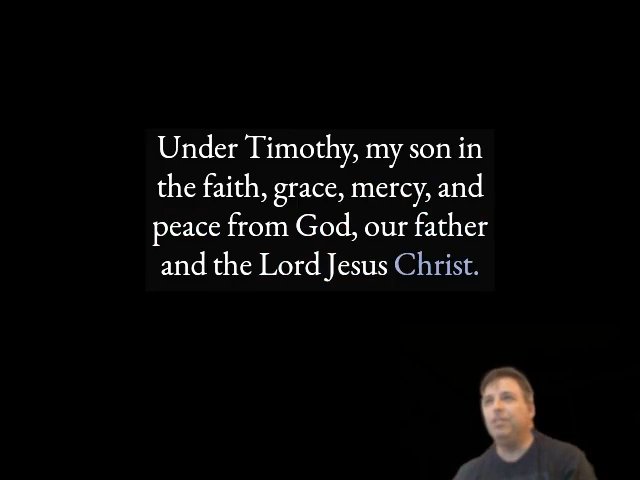 Under Timothy, my son in
the faith, grace, mercy, and
peace from God, our father
and the Lord Jesus Christ.